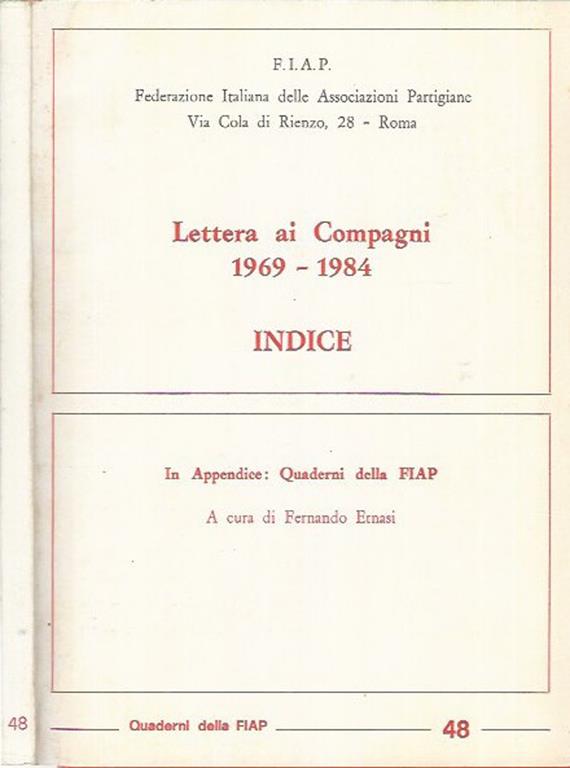 F.I.A.P.
Federazione Italiana delle Associazioni Partigiane
Via Cola di Rienzo, 28 - Roma
Lettera ai Compagni
1969 - 1984
INDICE
In Appendice: Quaderni della FIAP
A cura di Fernando Etnasi
48
Quaderni della FIAP 48